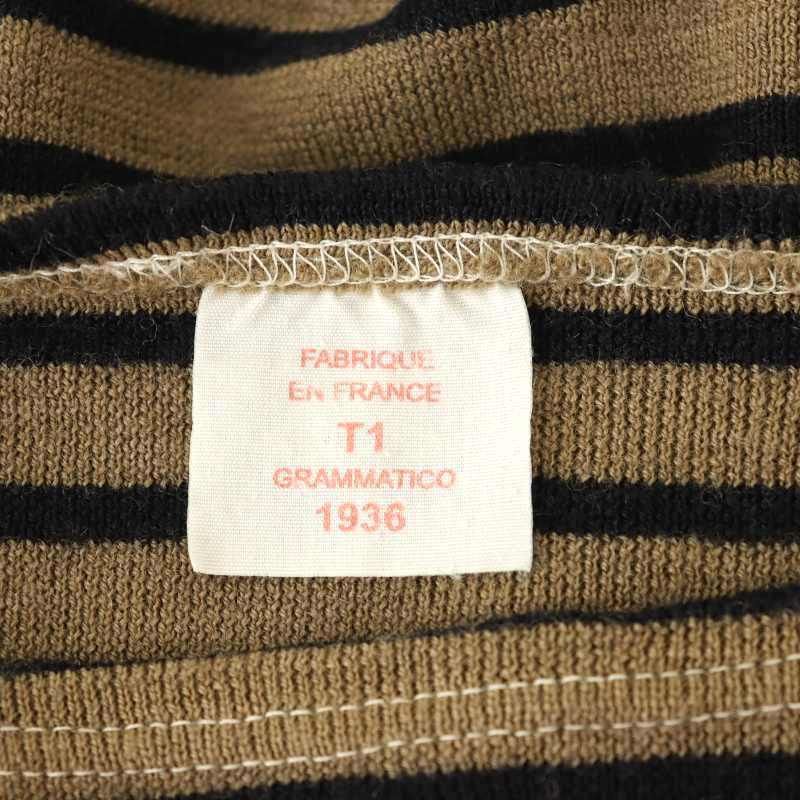 FABRIQUE
EN FRANCE
T1
GRAMMATICO
1936